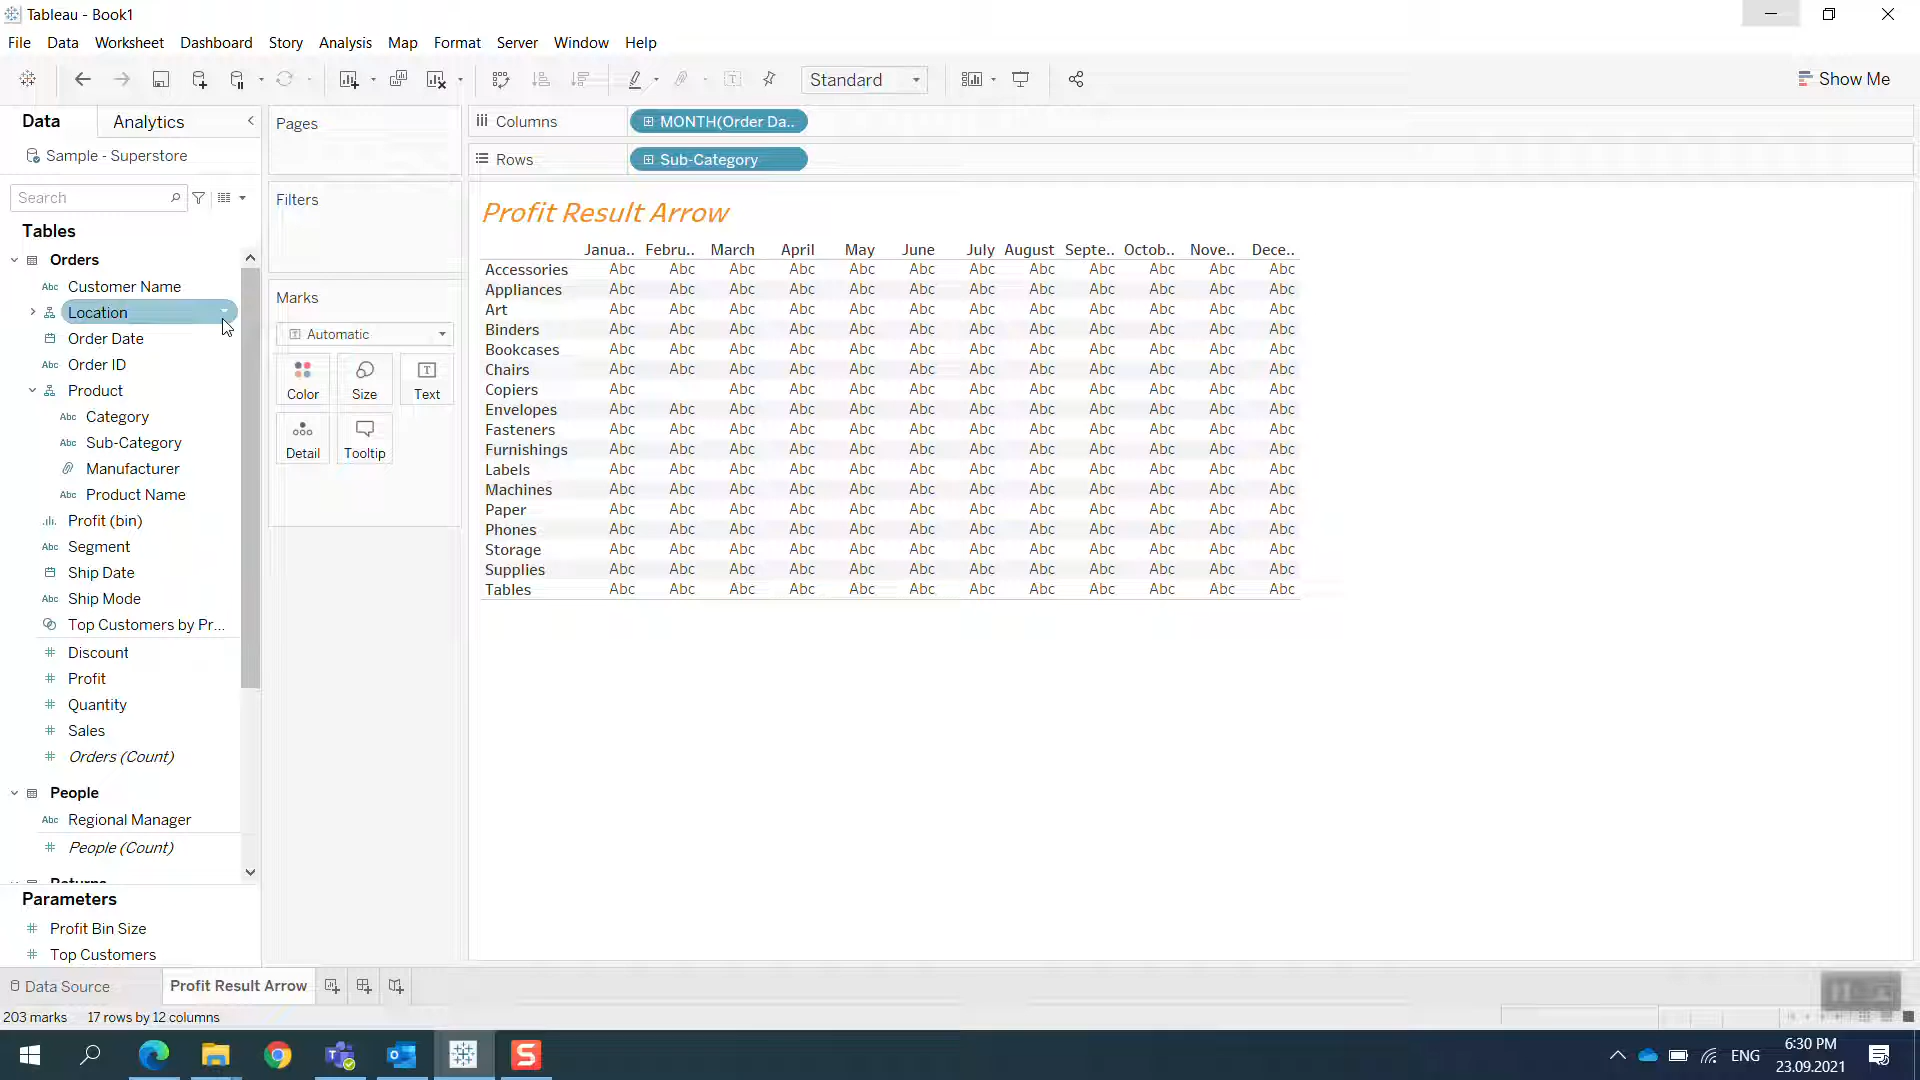 Tableau - Book1
File Data Worksheet Dashboard Story Analysis Map Format Server Window Help
Standard
Show Me
Data Analytics
Sample - Superstore
Search
Tables
Orders
Abc Customer Name
Location
Order Date
Abc Order ID
Product
Abc Category
Abc Sub-Category
Manufacturer
Abc Product Name
Profit (bin)
Abc Segment
Ship Date
Abc Ship Mode
Top Customers by Pr...
# Discount
# Profit
# Quantity
# Sales
# Orders (Count)
People
Abc Regional Manager
# People (Count)
Returns
Parameters
# Profit Bin Size
# Top Customers
Pages
Filters
Marks
Automatic
Color Size Text
Detail Tooltip
Columns MONTH(Order Da..
Rows Sub-Category
Profit Result Arrow
Janua.. Febru.. March April May June July August Septe.. Octob.. Nove.. Dece..
Accessories Abc Abc Abc Abc Abc Abc Abc Abc Abc Abc Abc Abc
Appliances Abc Abc Abc Abc Abc Abc Abc Abc Abc Abc Abc Abc
Art Abc Abc Abc Abc Abc Abc Abc Abc Abc Abc Abc Abc
Binders Abc Abc Abc Abc Abc Abc Abc Abc Abc Abc Abc Abc
Bookcases Abc Abc Abc Abc Abc Abc Abc Abc Abc Abc Abc Abc
Chairs Abc Abc Abc Abc Abc Abc Abc Abc Abc Abc Abc Abc
Copiers Abc Abc Abc Abc Abc Abc Abc Abc Abc Abc Abc
Envelopes Abc Abc Abc Abc Abc Abc Abc Abc Abc Abc Abc Abc
Fasteners Abc Abc Abc Abc Abc Abc Abc Abc Abc Abc Abc Abc
Furnishings Abc Abc Abc Abc Abc Abc Abc Abc Abc Abc Abc Abc
Labels Abc Abc Abc Abc Abc Abc Abc Abc Abc Abc Abc Abc
Machines Abc Abc Abc Abc Abc Abc Abc Abc Abc Abc Abc Abc
Paper Abc Abc Abc Abc Abc Abc Abc Abc Abc Abc Abc Abc
Phones Abc Abc Abc Abc Abc Abc Abc Abc Abc Abc Abc Abc
Storage Abc Abc Abc Abc Abc Abc Abc Abc Abc Abc Abc Abc
Supplies Abc Abc Abc Abc Abc Abc Abc Abc Abc Abc Abc Abc
Tables Abc Abc Abc Abc Abc Abc Abc Abc Abc Abc Abc Abc
Data Source Profit Result Arrow
203 marks 17 rows by 12 columns
ENG
6:30 PM
23.09.2021